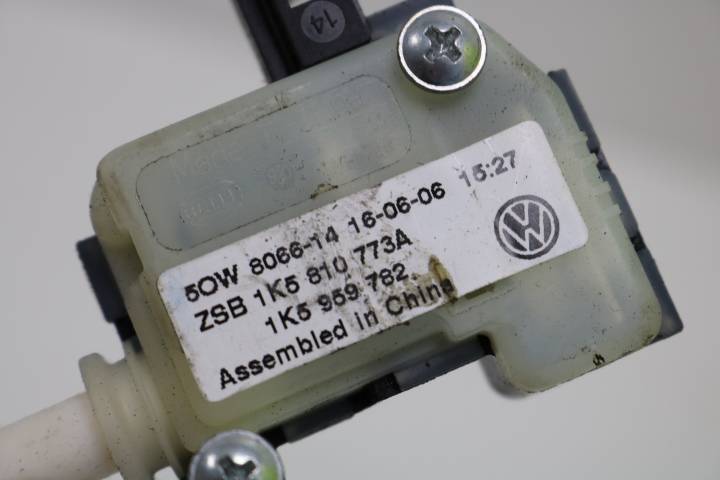 14
5OW 8066-14 16-06-06 15:27
ZSB 1K5 810 773A
1K5 959 782
Assembled in China